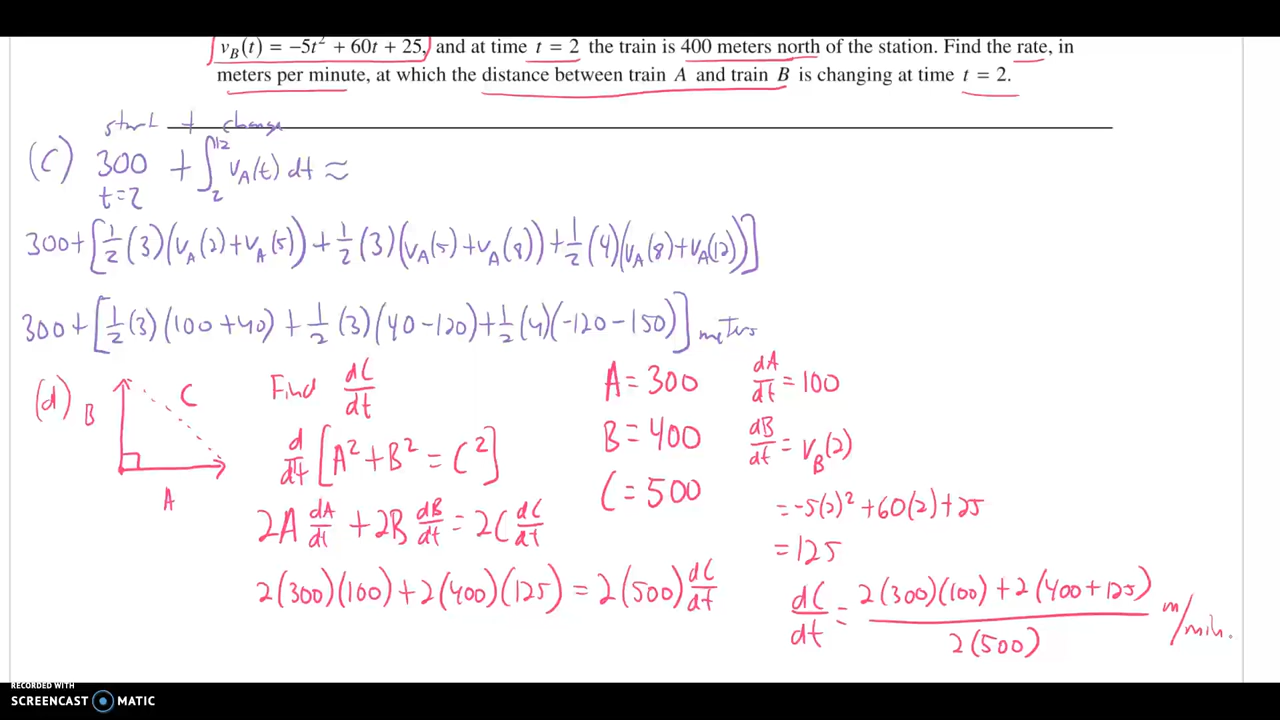 v_B(t) = −5t² + 60t + 25, and at time t = 2 the train is 400 meters north of the station. Find the rate, in
meters per minute, at which the distance between train A and train B is changing at time t = 2.
start + change
(C) 300 + ∫₂¹² v_A(t) dt ≈
t=2
300+[½(3)(v_A(2)+v_A(5))+½(3)(v_A(5)+v_A(8))+½(4)(v_A(8)+v_A(12))]
300+[½(3)(100+40)+½(3)(40-120)+½(4)(-120-150)] meters
(d) B C A
Find dC/dt
d/dt[A²+B²=C²]
2A dA/dt + 2B dB/dt = 2C dC/dt
2(300)(100)+2(400)(125)=2(500) dC/dt
A=300
B=400
C=500
dA/dt = 100
dB/dt = v_B(2)
=-5(2)²+60(2)+25
=125
dC/dt = 2(300)(100)+2(400+125)/2(500) m/min.
RECORDED WITH
SCREENCAST MATIC